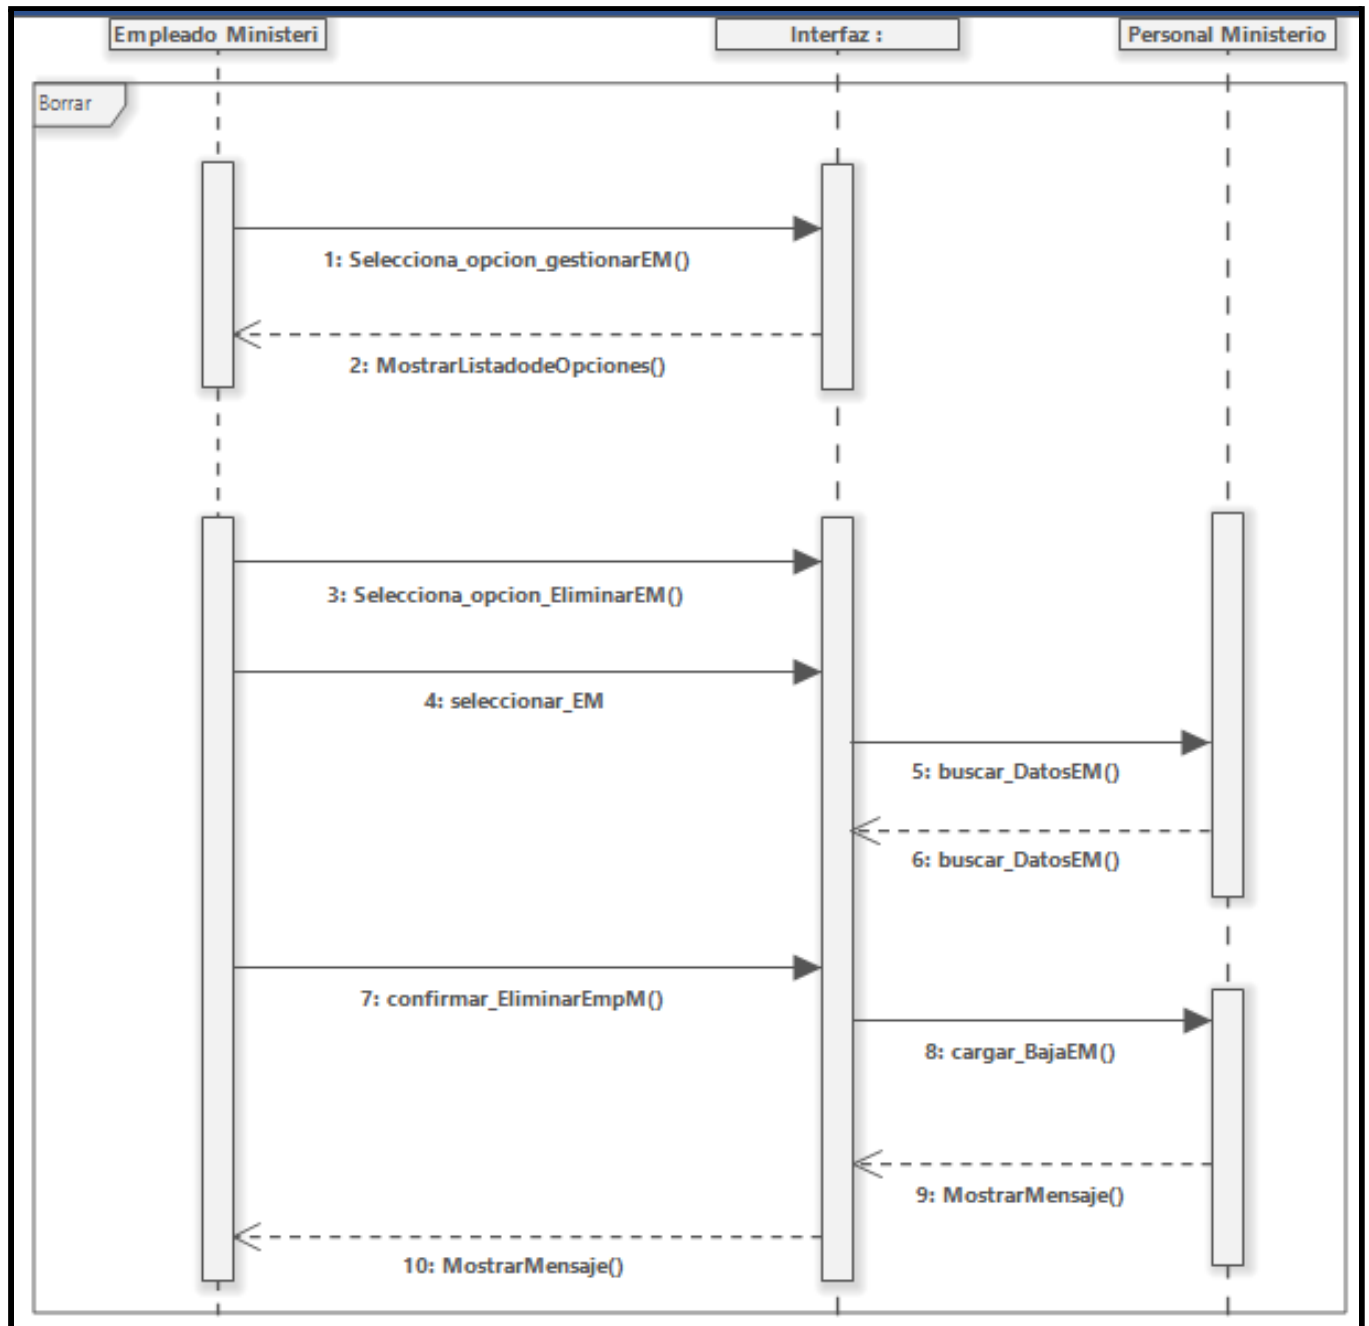 Empleado Ministeri
Interfaz :
Personal Ministerio
Borrar
1: Selecciona_opcion_gestionarEM()
2: MostrarListadodeOpciones()
3: Selecciona_opcion_EliminarEM()
4: seleccionar_EM
5: buscar_DatosEM()
6: buscar_DatosEM()
7: confirmar_EliminarEmpM()
8: cargar_BajaEM()
9: MostrarMensaje()
10: MostrarMensaje()